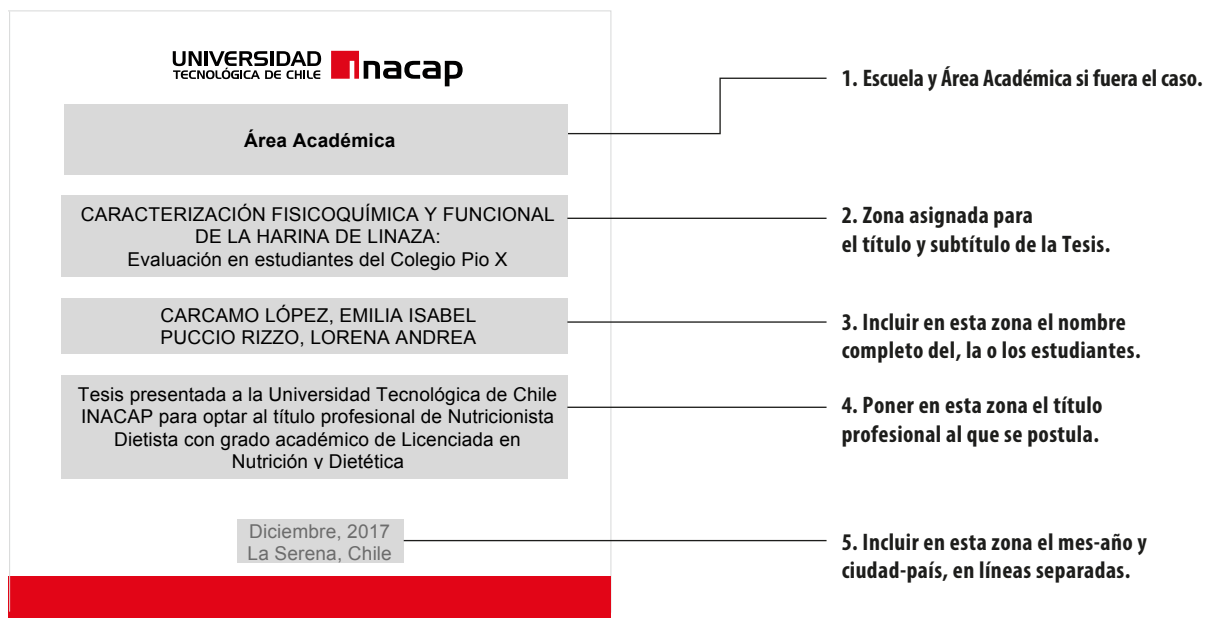 UNIVERSIDAD
TECNOLÓGICA DE CHILE
inacap
Área Académica
CARACTERIZACIÓN FISICOQUÍMICA Y FUNCIONAL
DE LA HARINA DE LINAZA:
Evaluación en estudiantes del Colegio Pio X
CARCAMO LÓPEZ, EMILIA ISABEL
PUCCIO RIZZO, LORENA ANDREA
Tesis presentada a la Universidad Tecnológica de Chile
INACAP para optar al título profesional de Nutricionista
Dietista con grado académico de Licenciada en
Nutrición y Dietética
Diciembre, 2017
La Serena, Chile
1. Escuela y Área Académica si fuera el caso.
2. Zona asignada para
el título y subtítulo de la Tesis.
3. Incluir en esta zona el nombre
completo del, la o los estudiantes.
4. Poner en esta zona el título
profesional al que se postula.
5. Incluir en esta zona el mes-año y
ciudad-país, en líneas separadas.